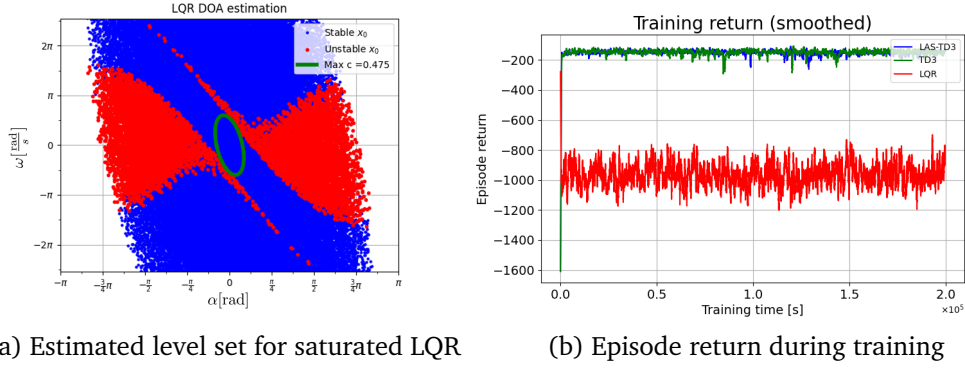 LQR DOA estimation
Stable x₀
Unstable x₀
Max c =0.475
2π
π
0
−π
−2π
ω[rad/s]
−π
−3/4π
−π/2
−π/4
0
π/4
π/2
3/4π
π
α[rad]
a) Estimated level set for saturated LQR
Training return (smoothed)
LAS-TD3
TD3
LQR
−200
−400
−600
−800
−1000
−1200
−1400
−1600
Episode return
0.0
0.5
1.0
1.5
2.0
×10⁵
Training time [s]
(b) Episode return during training